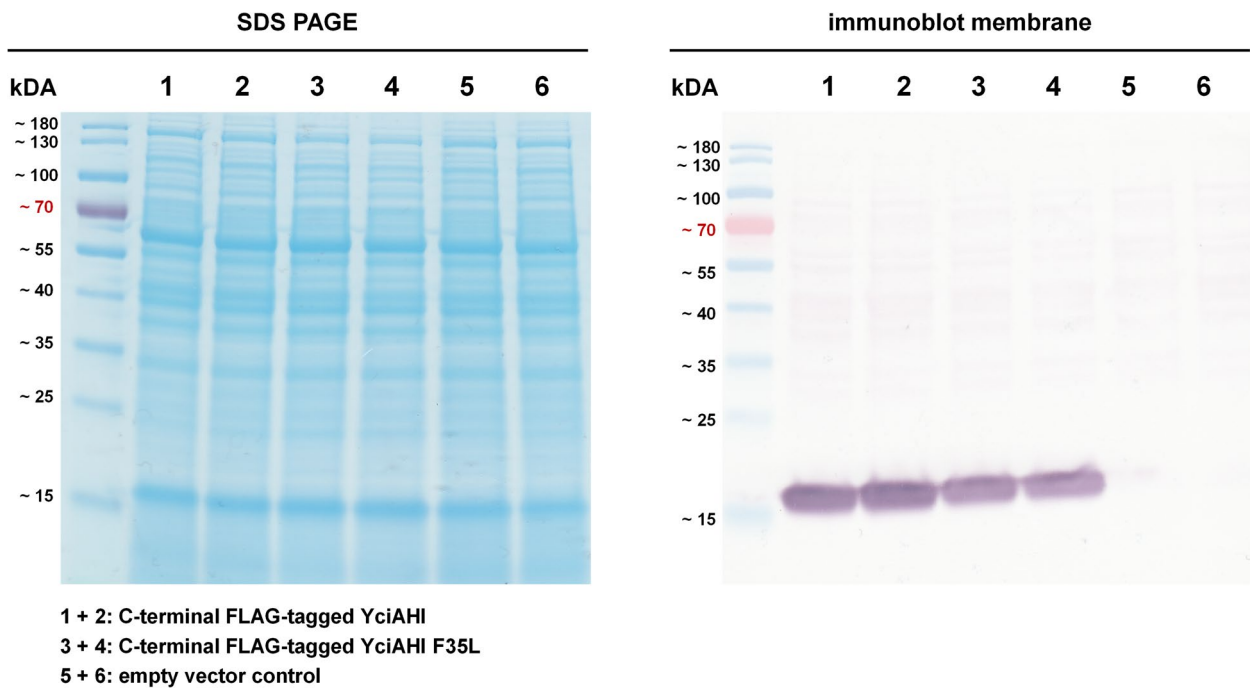 SDS PAGE
kDA 1 2 3 4 5 6
~ 180
~ 130
~ 100
~ 70
~ 55
~ 40
~ 35
~ 25
~ 15
immunoblot membrane
kDA 1 2 3 4 5 6
~ 180
~ 130
~ 100
~ 70
~ 55
~ 40
~ 35
~ 25
~ 15
1 + 2: C-terminal FLAG-tagged YciAHI
3 + 4: C-terminal FLAG-tagged YciAHI F35L
5 + 6: empty vector control